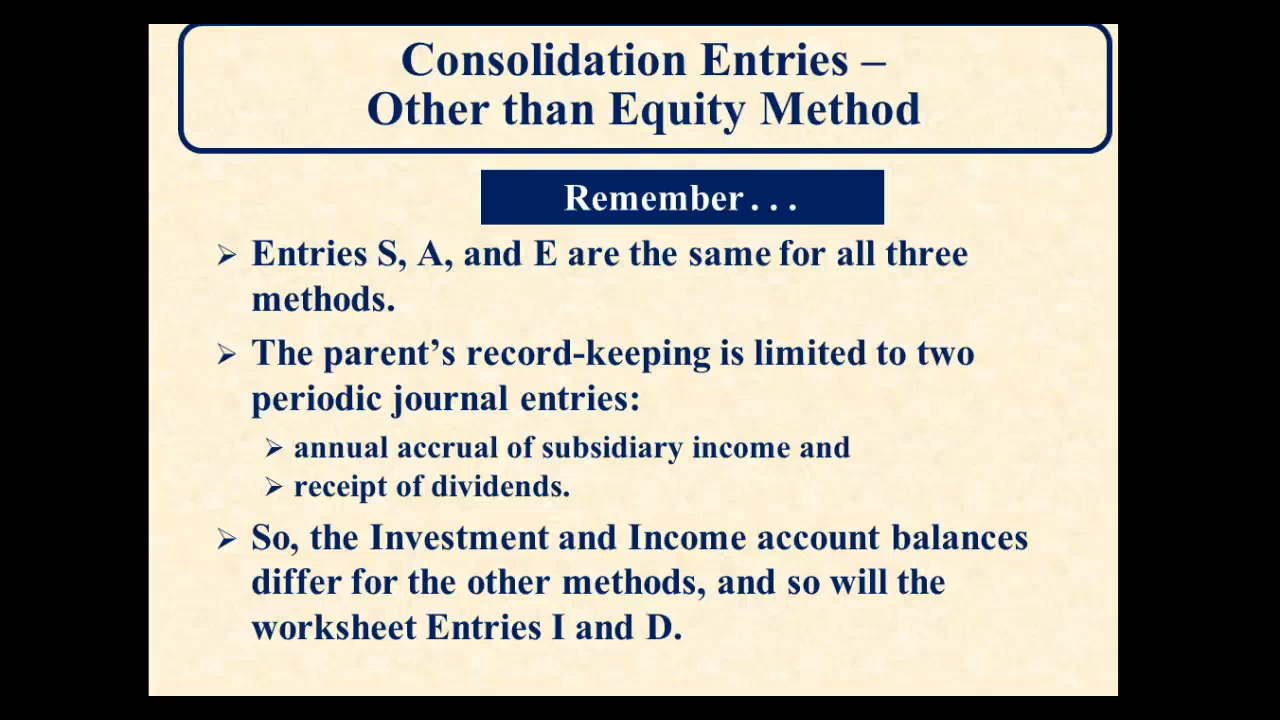 Consolidation Entries –
Other than Equity Method
Remember . . .
Entries S, A, and E are the same for all three
methods.
The parent’s record-keeping is limited to two
periodic journal entries:
annual accrual of subsidiary income and
receipt of dividends.
So, the Investment and Income account balances
differ for the other methods, and so will the
worksheet Entries I and D.